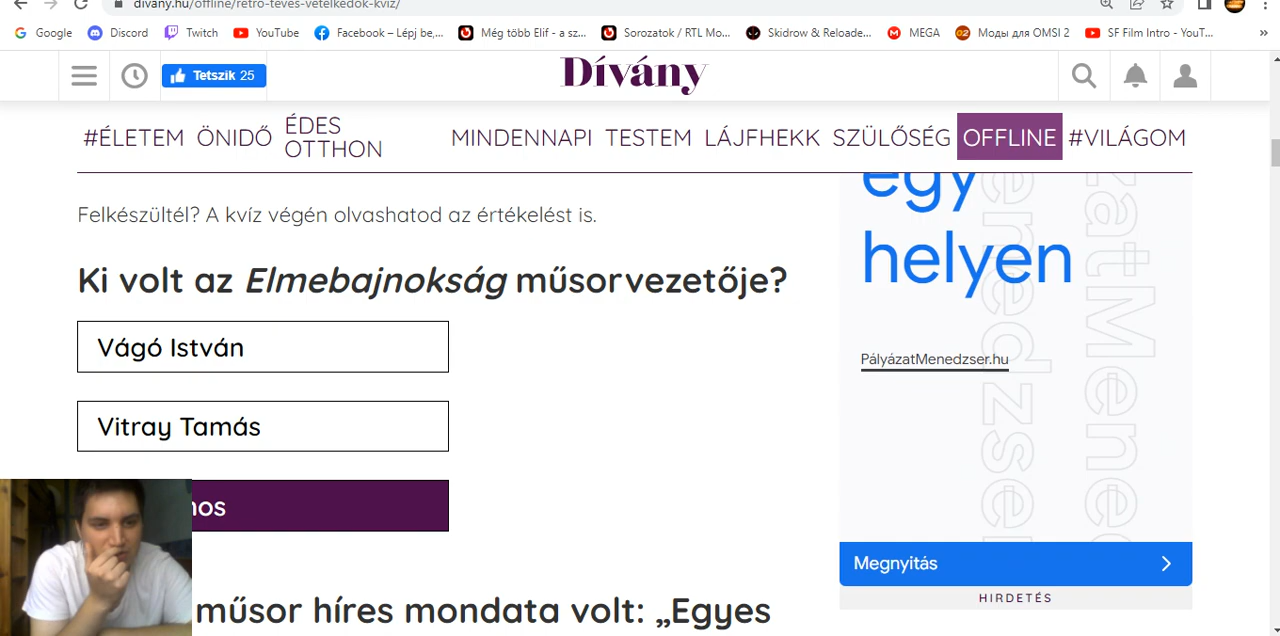 divany.hu/offline/retro-teves-vetelkedok-kviz/
Google Discord Twitch YouTube Facebook – Lépj be,... Még több Elif - a sz... Sorozatok / RTL Mo... Skidrow & Reloade... MEGA Моды для OMSI 2 SF Film Intro - YouT... »
Tetszik 25
Dívány
#ÉLETEM ÖNIDŐ ÉDES OTTHON MINDENNAPI TESTEM LÁJFHEKK SZÜLŐSÉG OFFLINE #VILÁGOM
Felkészültél? A kvíz végén olvashatod az értékelést is.
Ki volt az Elmebajnokság műsorvezetője?
Vágó István
Vitray Tamás
nos
műsor híres mondata volt: „Egyes
egy
helyen
PályázatMenedzser.hu
Megnyitás
HIRDETÉS